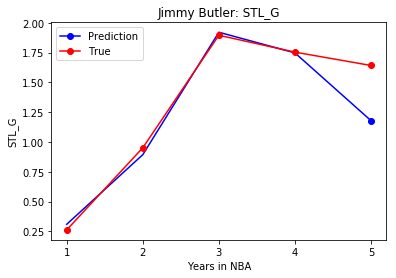 Jimmy Butler: STL_G
Prediction
True
2.00
1.75
1.50
1.25
1.00
0.75
0.50
0.25
STL_G
1 2 3 4 5
Years in NBA